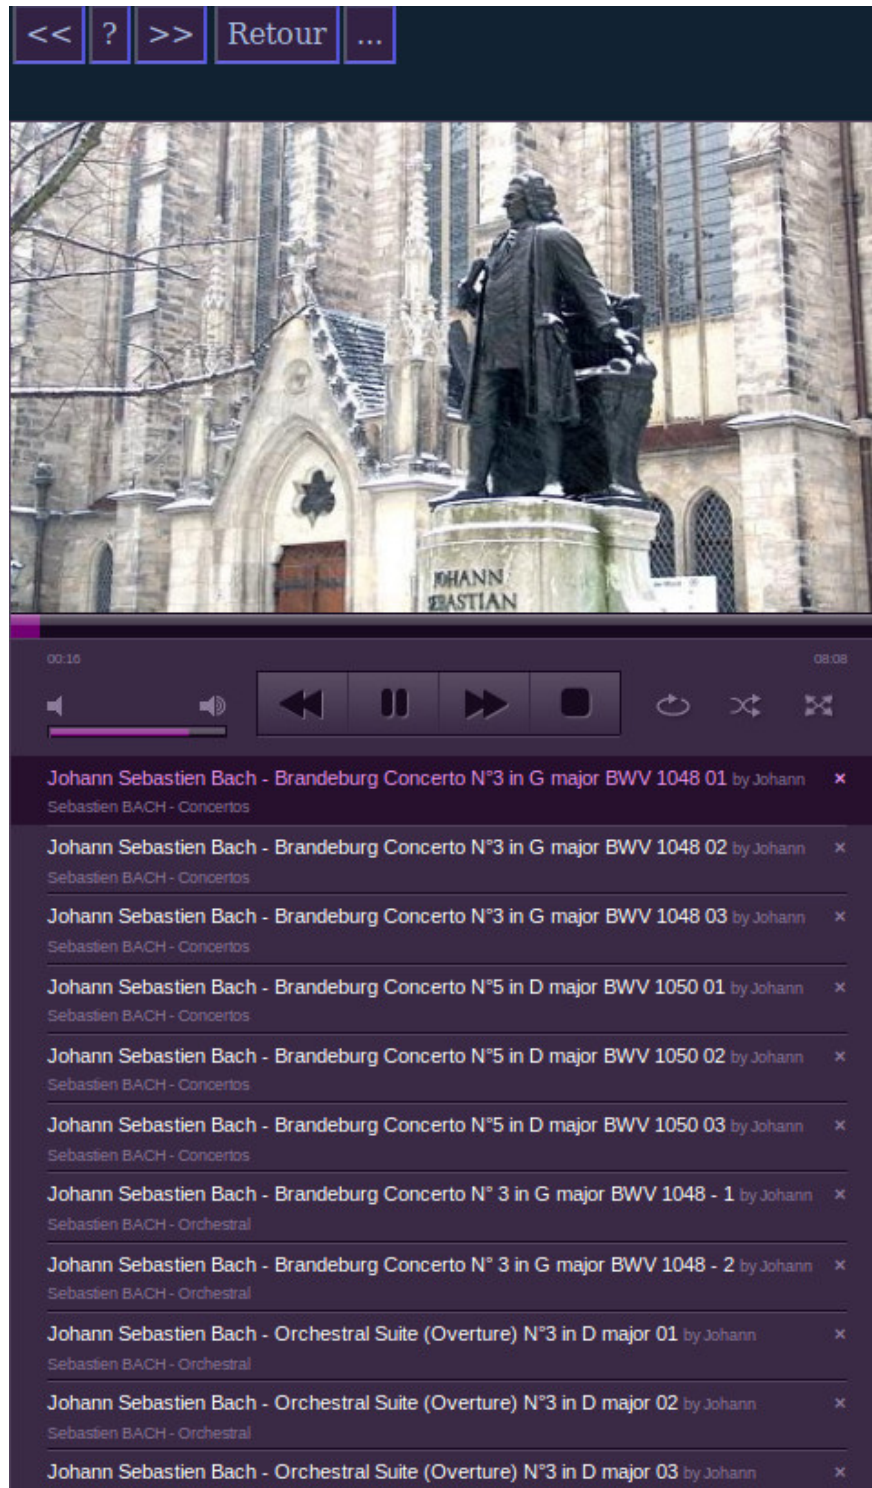 << ? >> Retour ...
JOHANN
SEBASTIAN
00:16 08:08
Johann Sebastien Bach - Brandeburg Concerto N°3 in G major BWV 1048 01 by Johann ×
Sebastien BACH - Concertos
Johann Sebastien Bach - Brandeburg Concerto N°3 in G major BWV 1048 02 by Johann ×
Sebastien BACH - Concertos
Johann Sebastien Bach - Brandeburg Concerto N°3 in G major BWV 1048 03 by Johann ×
Sebastien BACH - Concertos
Johann Sebastien Bach - Brandeburg Concerto N°5 in D major BWV 1050 01 by Johann ×
Sebastien BACH - Concertos
Johann Sebastien Bach - Brandeburg Concerto N°5 in D major BWV 1050 02 by Johann ×
Sebastien BACH - Concertos
Johann Sebastien Bach - Brandeburg Concerto N°5 in D major BWV 1050 03 by Johann ×
Sebastien BACH - Concertos
Johann Sebastien Bach - Brandeburg Concerto N° 3 in G major BWV 1048 - 1 by Johann ×
Sebastien BACH - Orchestral
Johann Sebastien Bach - Brandeburg Concerto N° 3 in G major BWV 1048 - 2 by Johann ×
Sebastien BACH - Orchestral
Johann Sebastien Bach - Orchestral Suite (Overture) N°3 in D major 01 by Johann ×
Sebastien BACH - Orchestral
Johann Sebastien Bach - Orchestral Suite (Overture) N°3 in D major 02 by Johann ×
Sebastien BACH - Orchestral
Johann Sebastien Bach - Orchestral Suite (Overture) N°3 in D major 03 by Johann ×